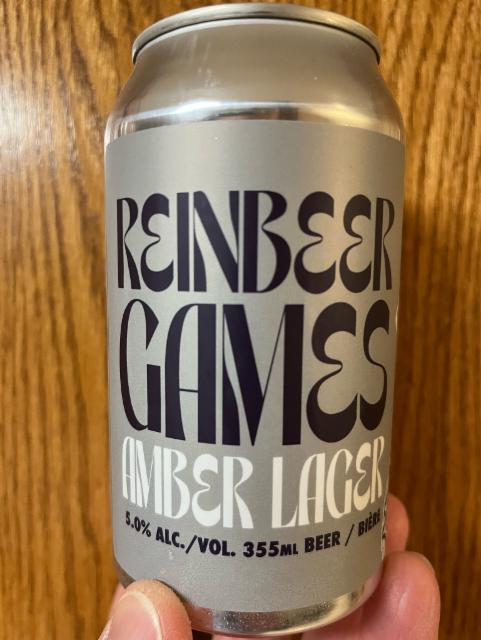 REINBEER
GAMES
AMBER LAGER
5.0% ALC./VOL. 355ML BEER / BIÈRE